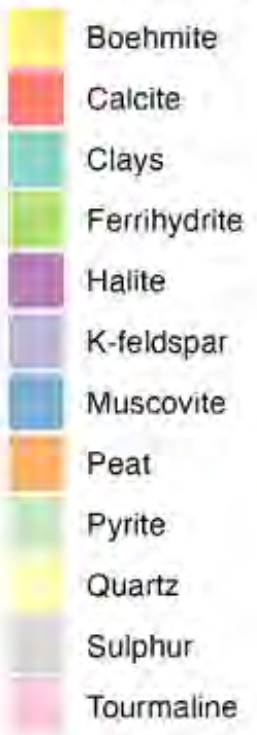 Boehmite
Calcite
Clays
Ferrihydrite
Halite
K-feldspar
Muscovite
Peat
Pyrite
Quartz
Sulphur
Tourmaline